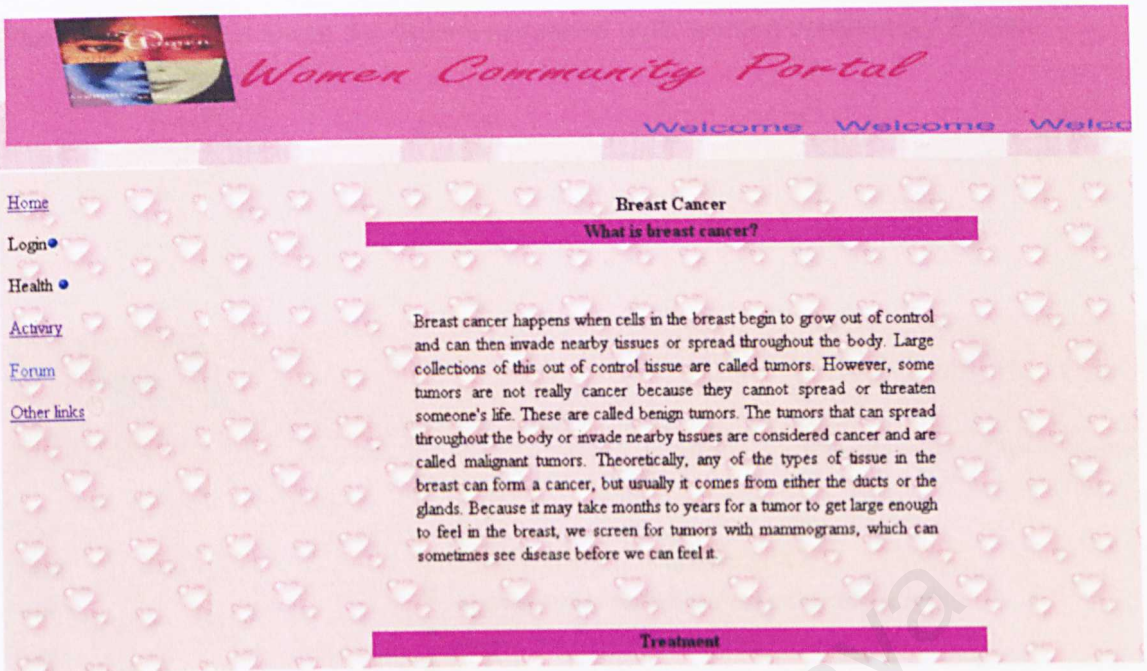 Women
Women Community Portal
Welcome Welcome Welco
Home
Login
Health
Activity
Forum
Other links
Breast Cancer
What is breast cancer?
Breast cancer happens when cells in the breast begin to grow out of control
and can then invade nearby tissues or spread throughout the body. Large
collections of this out of control tissue are called tumors. However, some
tumors are not really cancer because they cannot spread or threaten
someone's life. These are called benign tumors. The tumors that can spread
throughout the body or invade nearby tissues are considered cancer and are
called malignant tumors. Theoretically, any of the types of tissue in the
breast can form a cancer, but usually it comes from either the ducts or the
glands. Because it may take months to years for a tumor to get large enough
to feel in the breast, we screen for tumors with mammograms, which can
sometimes see disease before we can feel it.
Treatment